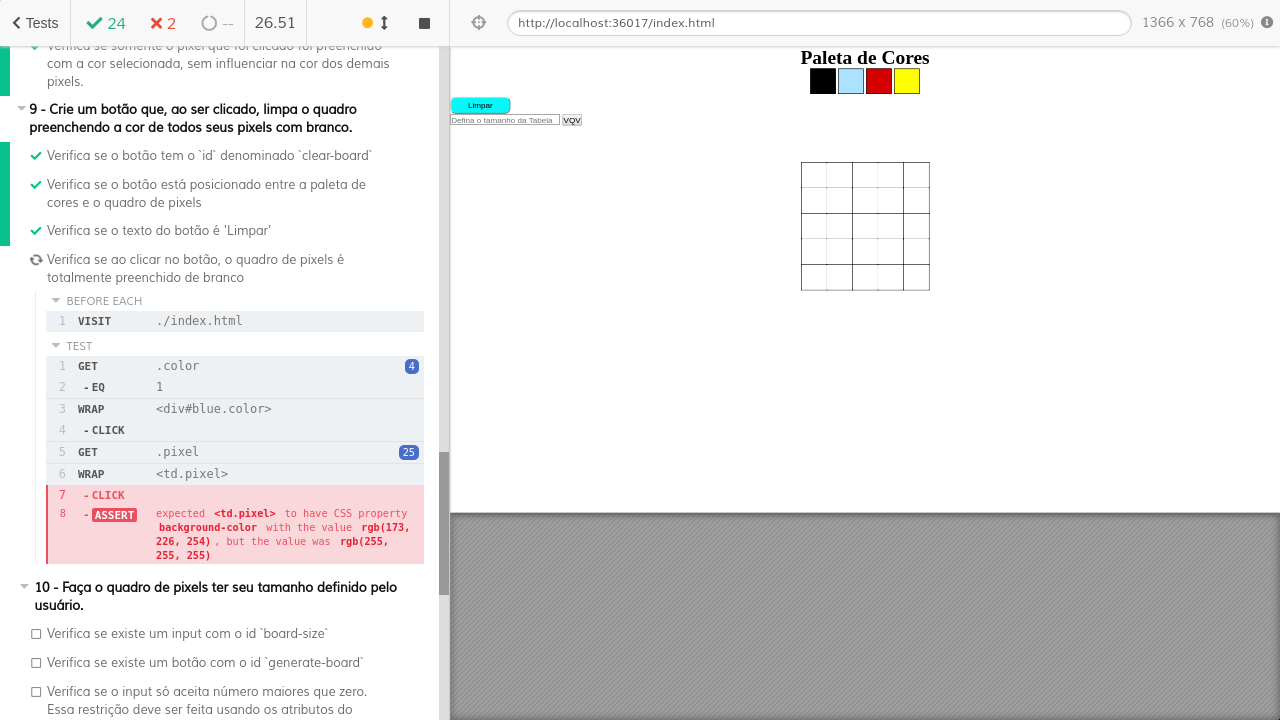 Tests
24
2
--
26.51
http://localhost:36017/index.html
1366 x 768 (60%)
Verifica se somente o pixel que foi clicado foi preenchido
com a cor selecionada, sem influenciar na cor dos demais
pixels.
9 - Crie um botão que, ao ser clicado, limpa o quadro
preenchendo a cor de todos seus pixels com branco.
Verifica se o botão tem o `id` denominado `clear-board`
Verifica se o botão está posicionado entre a paleta de
cores e o quadro de pixels
Verifica se o texto do botão é 'Limpar'
Verifica se ao clicar no botão, o quadro de pixels é
totalmente preenchido de branco
BEFORE EACH
1 VISIT ./index.html
TEST
1 GET .color 4
2 -EQ 1
3 WRAP <div#blue.color>
4 -CLICK
5 GET .pixel 25
6 WRAP <td.pixel>
7 -CLICK
8 -ASSERT expected <td.pixel> to have CSS property
background-color with the value rgb(173,
226, 254), but the value was rgb(255,
255, 255)
10 - Faça o quadro de pixels ter seu tamanho definido pelo
usuário.
Verifica se existe um input com o id `board-size`
Verifica se existe um botão com o id `generate-board`
Verifica se o input só aceita número maiores que zero.
Essa restrição deve ser feita usando os atributos do
Paleta de Cores
Limpar
Defina o tamanho da Tabela VQV